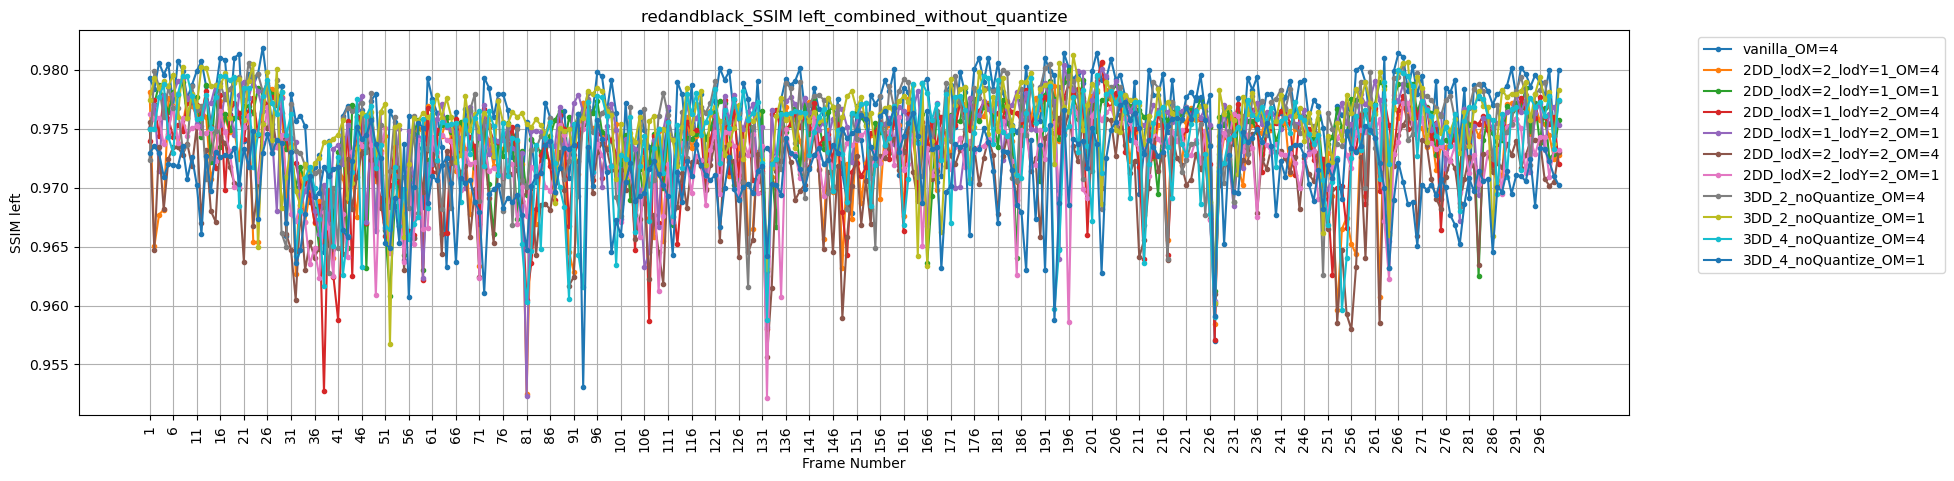 redandblack_SSIM left_combined_without_quantize
0.980
0.975
0.970
0.965
0.960
0.955
SSIM left
1 6 11 16 21 26 31 36 41 46 51 56 61 66 71 76 81 86 91 96 101 106 111 116 121 126 131 136 141 146 151 156 161 166 171 176 181 186 191 196 201 206 211 216 221 226 231 236 241 246 251 256 261 266 271 276 281 286 291 296
Frame Number
vanilla_OM=4
2DD_lodX=2_lodY=1_OM=4
2DD_lodX=2_lodY=1_OM=1
2DD_lodX=1_lodY=2_OM=4
2DD_lodX=1_lodY=2_OM=1
2DD_lodX=2_lodY=2_OM=4
2DD_lodX=2_lodY=2_OM=1
3DD_2_noQuantize_OM=4
3DD_2_noQuantize_OM=1
3DD_4_noQuantize_OM=4
3DD_4_noQuantize_OM=1